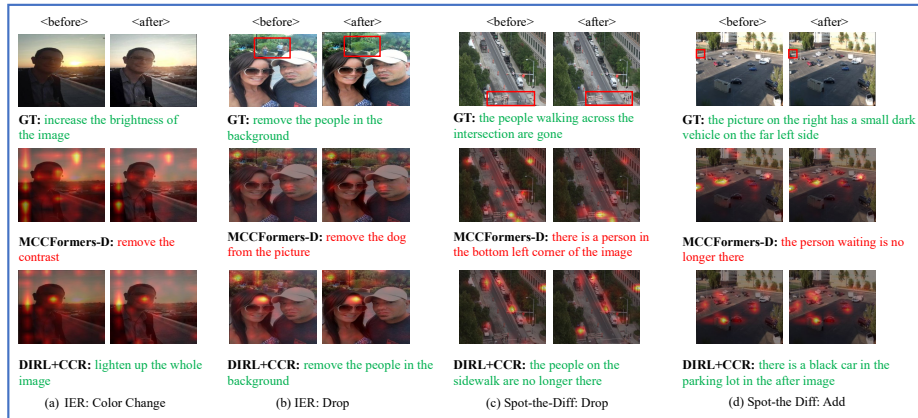 <before> <after> <before> <after> <before> <after> <before> <after>
GT: increase the brightness of
the image
GT: remove the people in the
background
GT: the people walking across the
intersection are gone
GT: the picture on the right has a small dark
vehicle on the far left side
MCCFormers-D: remove the
contrast
MCCFormers-D: remove the dog
from the picture
MCCFormers-D: there is a person in
the bottom left corner of the image
MCCFormers-D: the person waiting is no
longer there
DIRL+CCR: lighten up the whole
image
DIRL+CCR: remove the people in the
background
DIRL+CCR: the people on the
sidewalk are no longer there
DIRL+CCR: there is a black car in the
parking lot in the after image
(a) IER: Color Change
(b) IER: Drop
(c) Spot-the-Diff: Drop
(d) Spot-the Diff: Add